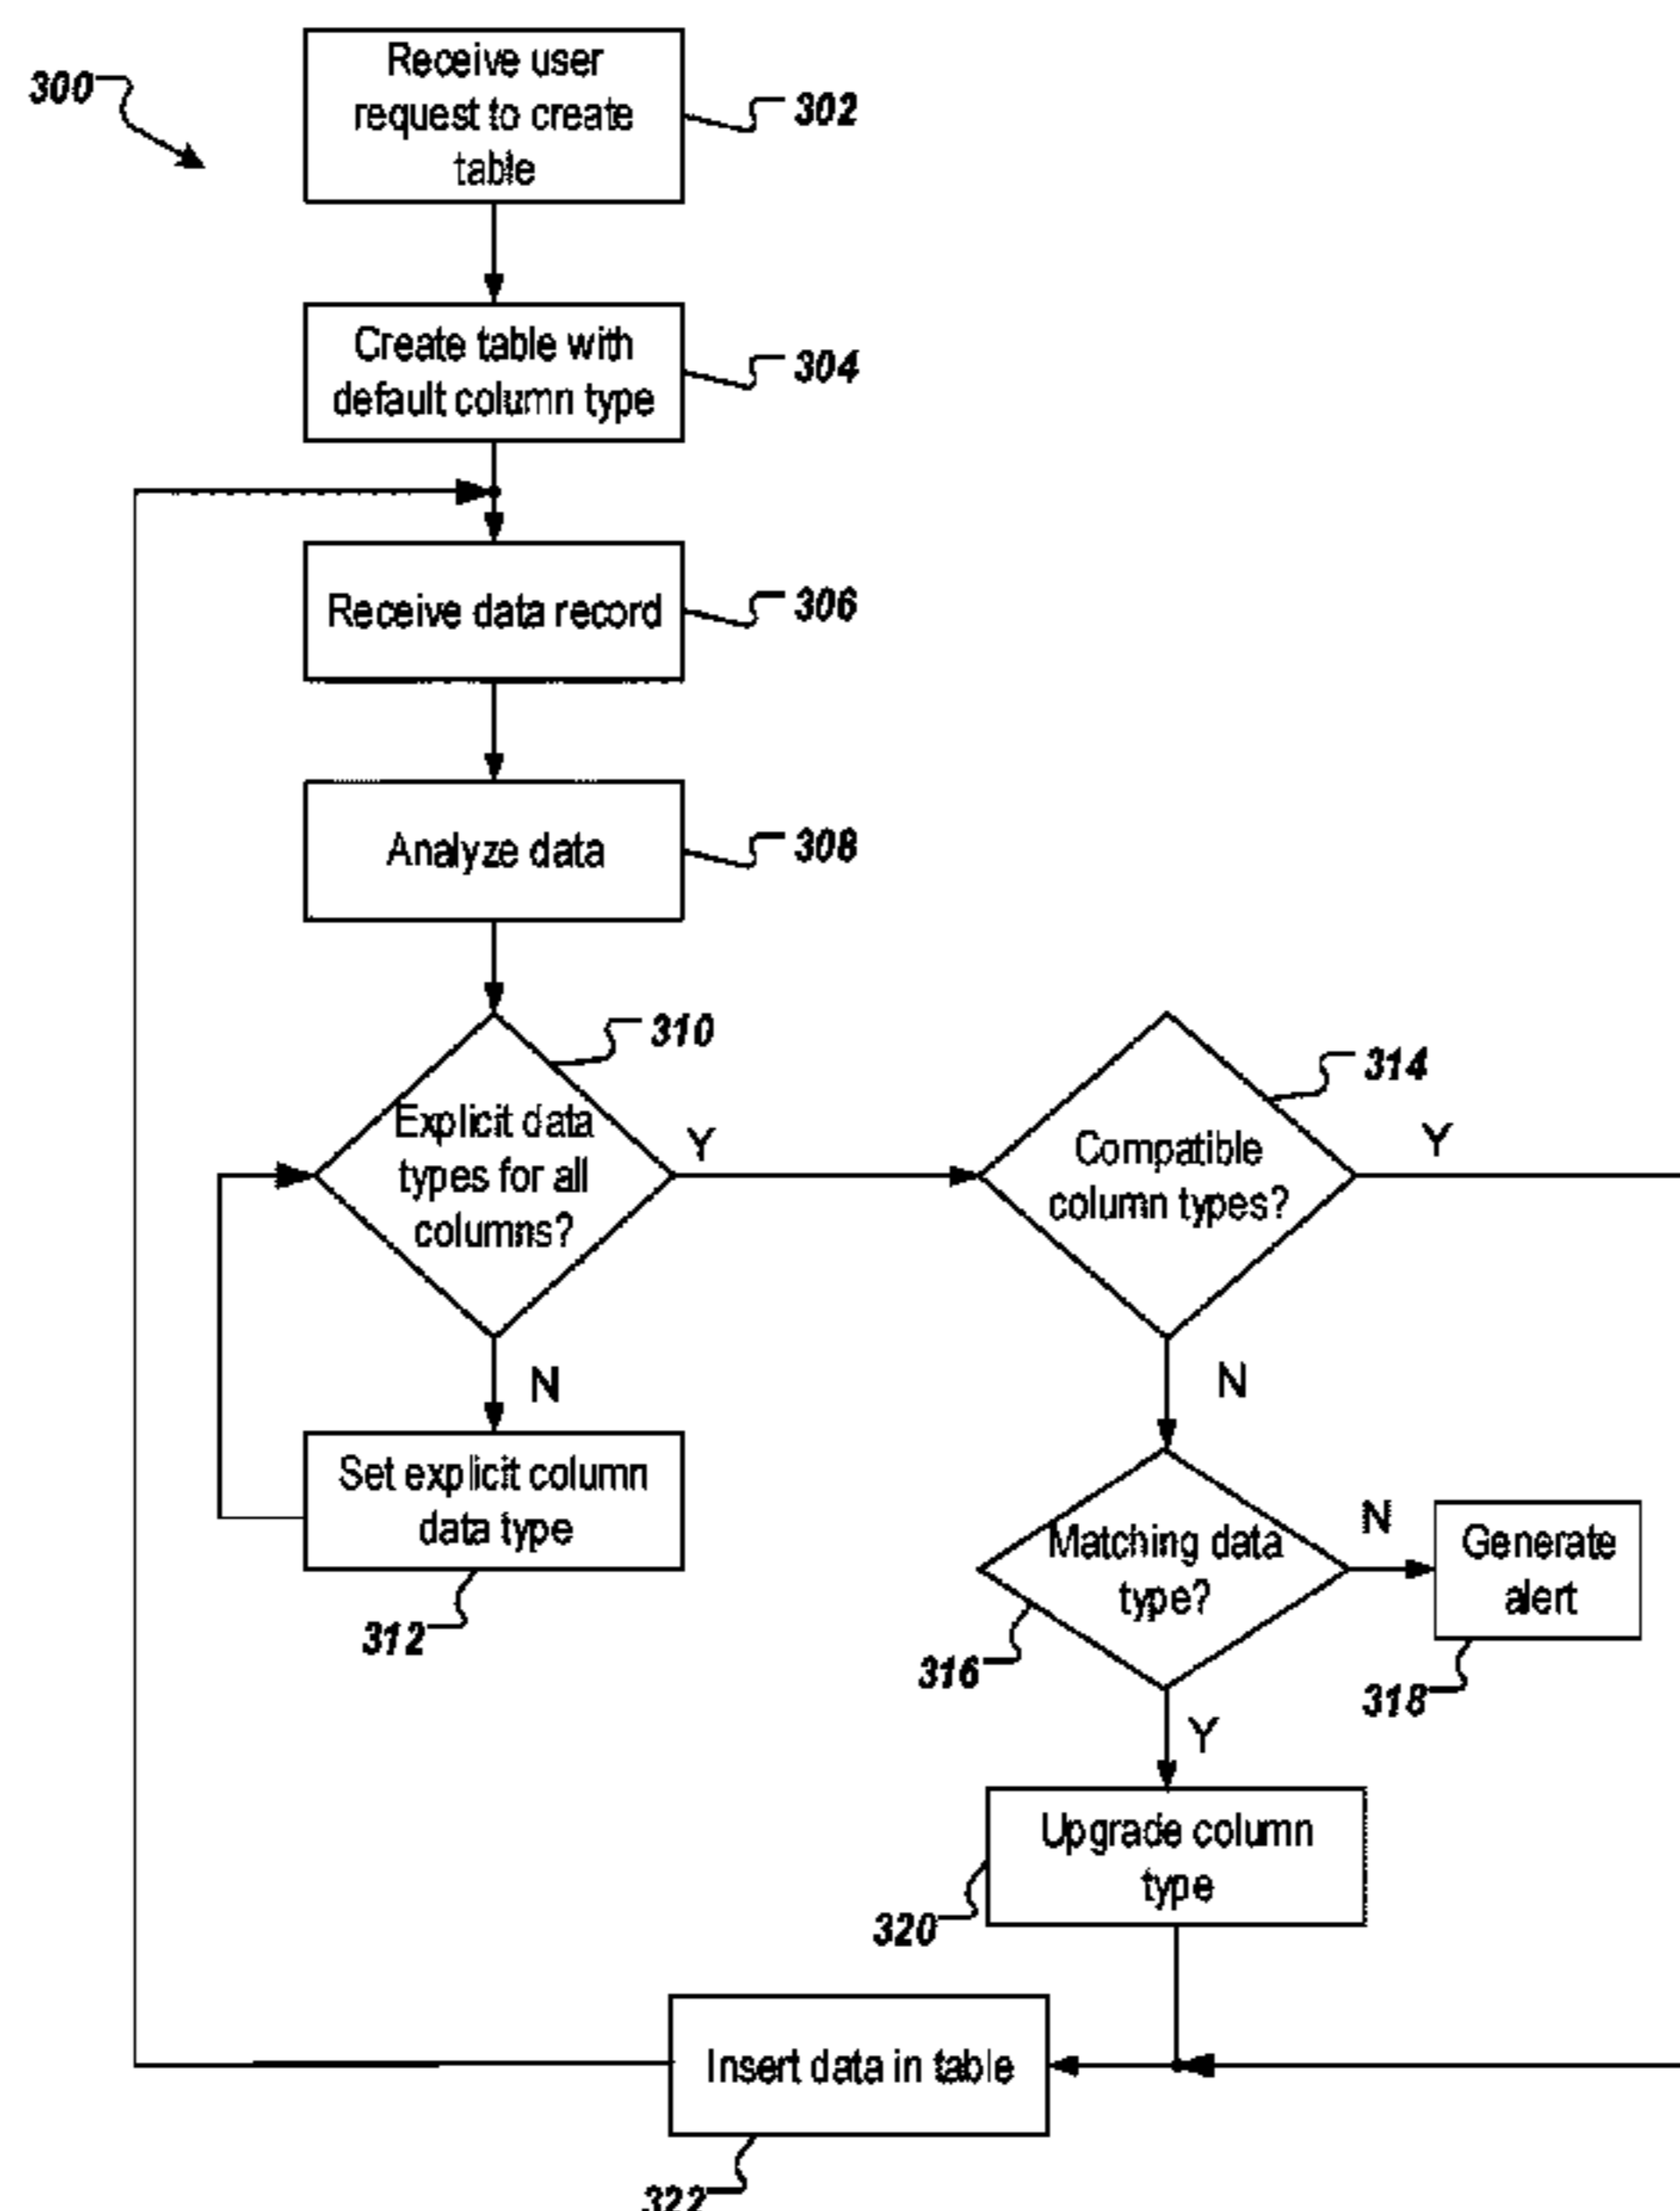 300
Receive user
request to create
table
302
Create table with
default column type
304
Receive data record
306
Analyze data
308
Explicit data
types for all
columns?
310
Y
N
Set explicit column
data type
312
Compatible
column types?
314
Y
N
Matching data
type?
316
N
Generate
alert
318
Y
Upgrade column
type
320
Insert data in table
322